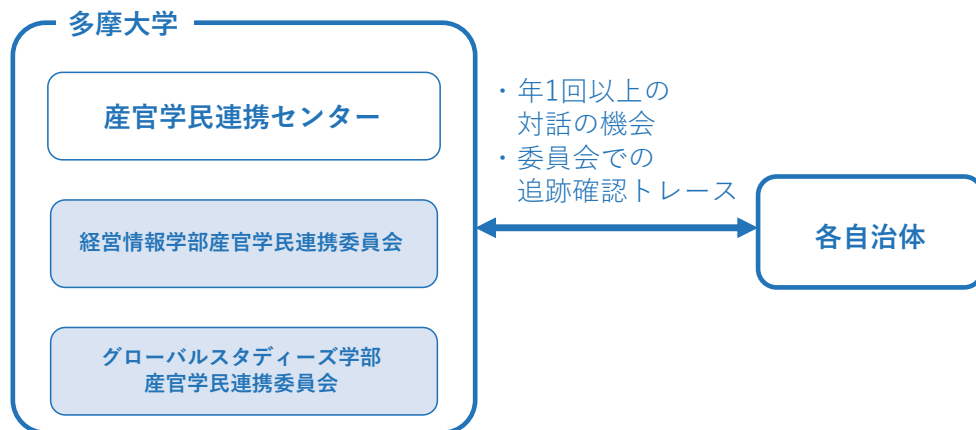 多摩大学
産官学民連携センター
経営情報学部産官学民連携委員会
グローバルスタディーズ学部
産官学民連携委員会
・年1回以上の
対話の機会
・委員会での
追跡確認トレース
各自治体